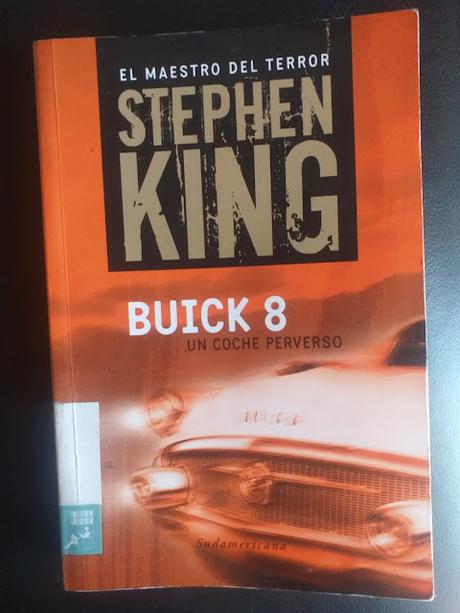 EL MAESTRO DEL TERROR
STEPHEN
KING
BUICK 8
UN COCHE PERVERSO
Sudamericana